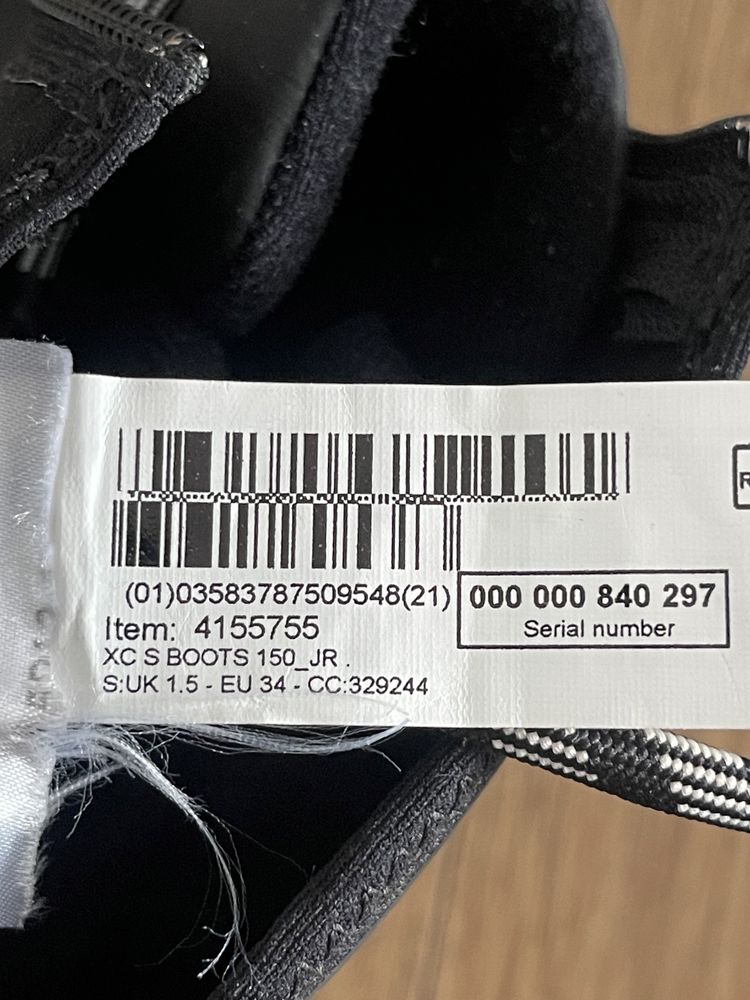 (01)03583787509548(21) 000 000 840 297
Serial number
Item: 4155755
XC S BOOTS 150_JR .
S:UK 1.5 - EU 34 - CC:329244
R